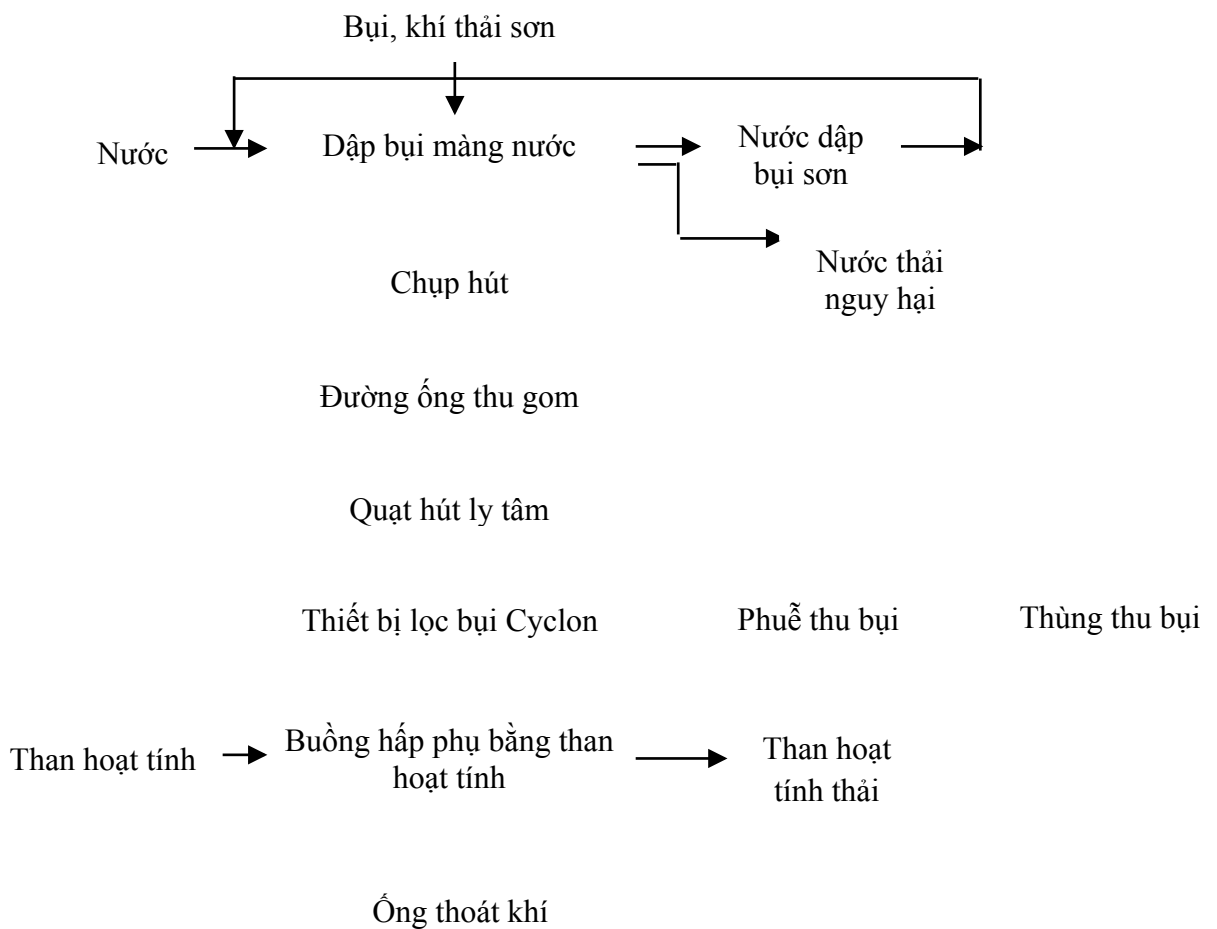 Bụi, khí thải sơn
Nước
Dập bụi màng nước
Nước dập
bụi sơn
Nước thải
nguy hại
Chụp hút
Đường ống thu gom
Quạt hút ly tâm
Thiết bị lọc bụi Cyclon
Phuễ thu bụi
Thùng thu bụi
Than hoạt tính
Buồng hấp phụ bằng than
hoạt tính
Than hoạt
tính thải
Ống thoát khí